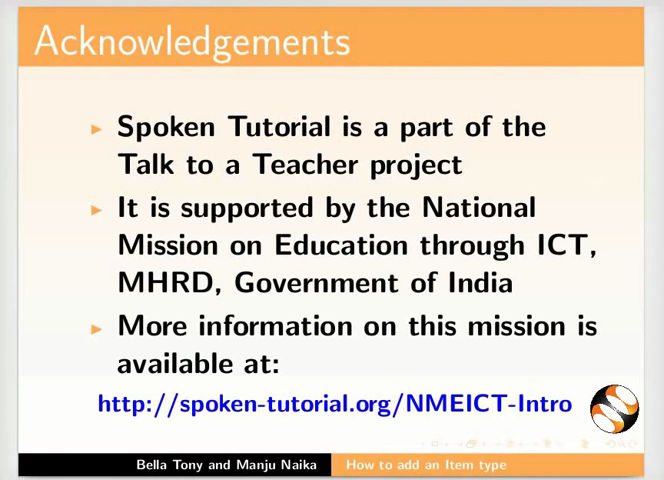 Acknowledgements
Spoken Tutorial is a part of the
Talk to a Teacher project
It is supported by the National
Mission on Education through ICT,
MHRD, Government of India
More information on this mission is
available at:
http://spoken-tutorial.org/NMEICT-Intro
Bella Tony and Manju Naika
How to add an Item type